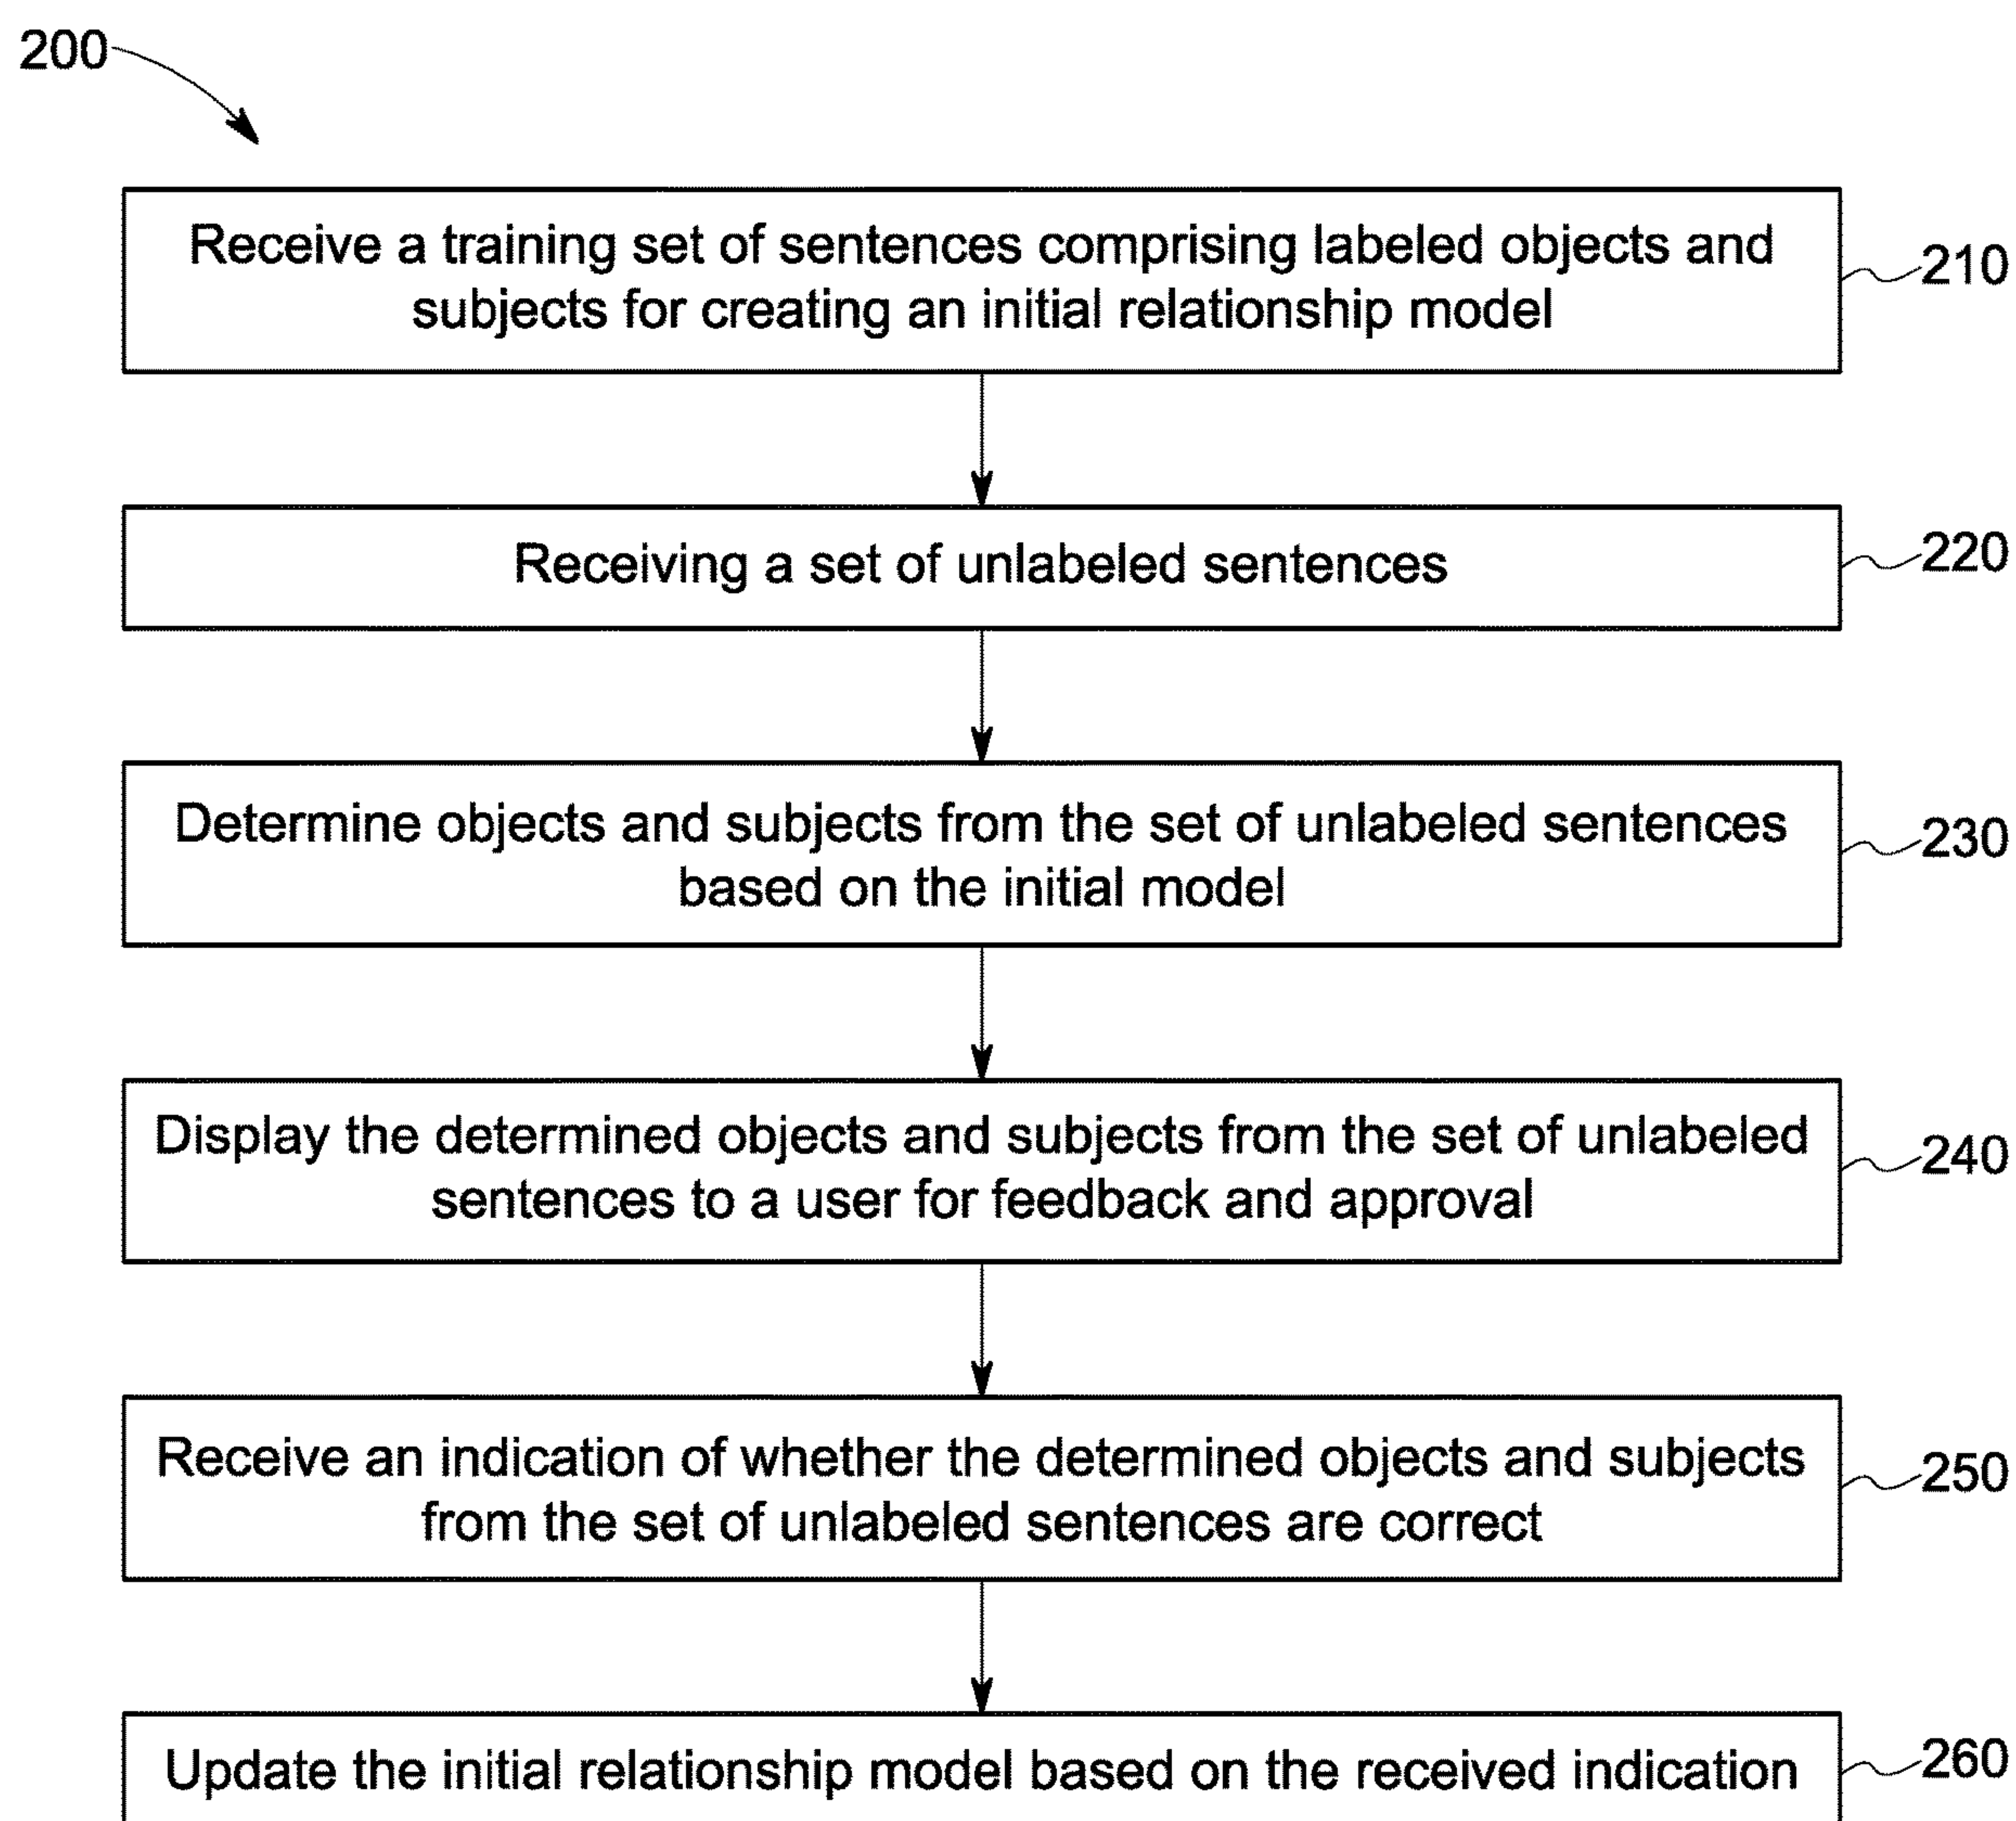 200
Receive a training set of sentences comprising labeled objects and
subjects for creating an initial relationship model
210
Receiving a set of unlabeled sentences
220
Determine objects and subjects from the set of unlabeled sentences
based on the initial model
230
Display the determined objects and subjects from the set of unlabeled
sentences to a user for feedback and approval
240
Receive an indication of whether the determined objects and subjects
from the set of unlabeled sentences are correct
250
Update the initial relationship model based on the received indication
260